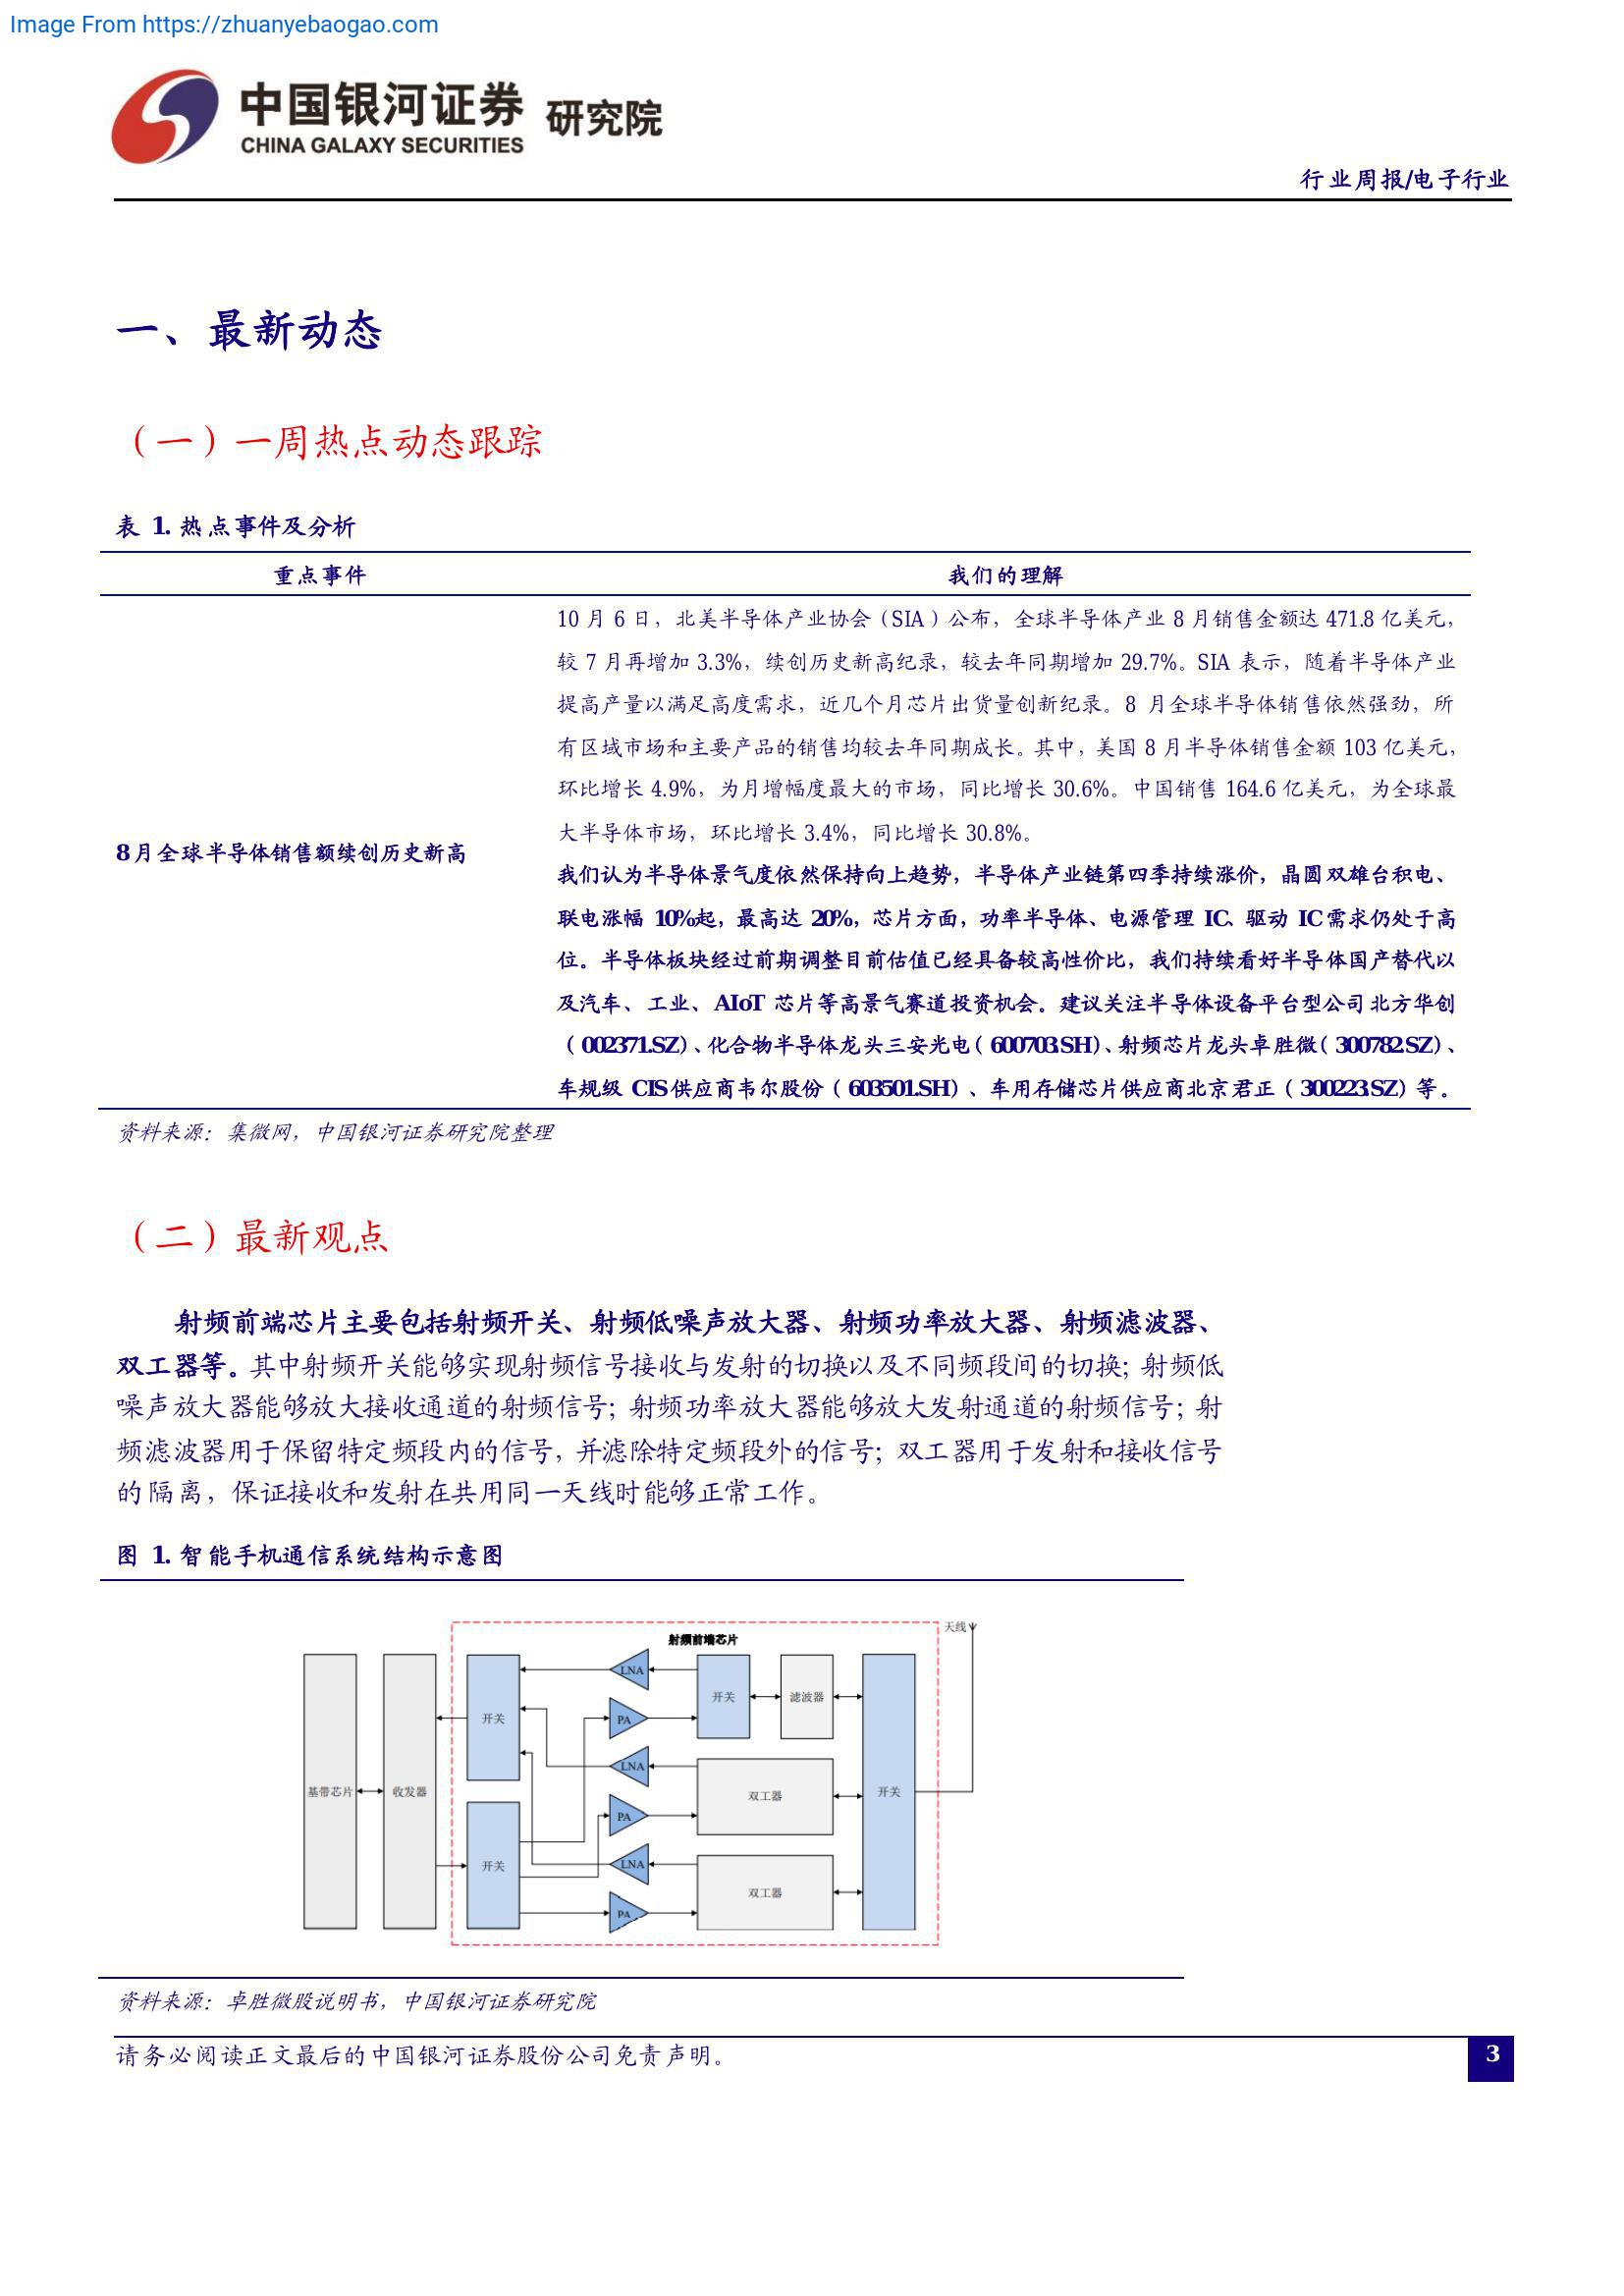 Image From https://zhuanyebaogao.com
中国银河证券 研究院
CHINA GALAXY SECURITIES
行业周报/电子行业
一、最新动态
（一）一周热点动态跟踪
表 1. 热点事件及分析
重点事件 我们的理解
10 月 6 日，北美半导体产业协会（SIA）公布，全球半导体产业 8 月销售金额达 471.8 亿美元，
较 7 月再增加 3.3%，续创历史新高纪录，较去年同期增加 29.7%。SIA 表示，随着半导体产业
提高产量以满足高度需求，近几个月芯片出货量创新纪录。8 月全球半导体销售依然强劲，所
有区域市场和主要产品的销售均较去年同期成长。其中，美国 8 月半导体销售金额 103 亿美元，
环比增长 4.9%，为月增幅度最大的市场，同比增长 30.6%。中国销售 164.6 亿美元，为全球最
大半导体市场，环比增长 3.4%，同比增长 30.8%。
8月全球半导体销售额续创历史新高
我们认为半导体景气度依然保持向上趋势，半导体产业链第四季持续涨价，晶圆双雄台积电、
联电涨幅 10%起，最高达 20%，芯片方面，功率半导体、电源管理 IC、驱动 IC 需求仍处于高
位。半导体板块经过前期调整目前估值已经具备较高性价比，我们持续看好半导体国产替代以
及汽车、工业、AIoT 芯片等高景气赛道投资机会。建议关注半导体设备平台型公司北方华创
（002371.SZ）、化合物半导体龙头三安光电（600703.SH）、射频芯片龙头卓胜微（300782.SZ）、
车规级 CIS 供应商韦尔股份（603501.SH）、车用存储芯片供应商北京君正（300223.SZ）等。
资料来源：集微网，中国银河证券研究院整理
（二）最新观点
射频前端芯片主要包括射频开关、射频低噪声放大器、射频功率放大器、射频滤波器、
双工器等。其中射频开关能够实现射频信号接收与发射的切换以及不同频段间的切换；射频低
噪声放大器能够放大接收通道的射频信号；射频功率放大器能够放大发射通道的射频信号；射
频滤波器用于保留特定频段内的信号，并滤除特定频段外的信号；双工器用于发射和接收信号
的隔离，保证接收和发射在共用同一天线时能够正常工作。
图 1. 智能手机通信系统结构示意图
天线
射频前端芯片
LNA
开关
滤波器
开关
PA
LNA
基带芯片
收发器
双工器
开关
PA
开关
LNA
双工器
PA
资料来源：卓胜微股说明书，中国银河证券研究院
请务必阅读正文最后的中国银河证券股份公司免责声明。
3